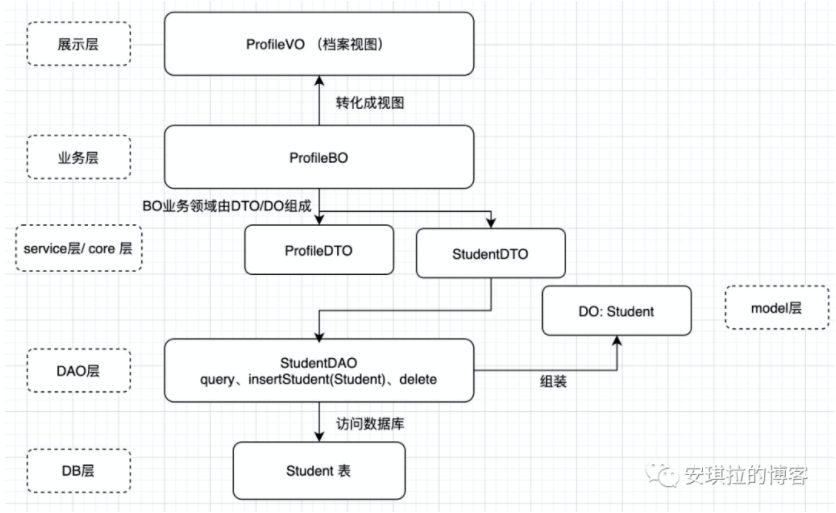 展示层
ProfileVO （档案视图）
转化成视图
业务层
ProfileBO
BO业务领域由DTO/DO组成
service层/ core 层
ProfileDTO
StudentDTO
DO: Student
model层
DAO层
StudentDAO
query、insertStudent(Student)、delete
组装
访问数据库
DB层
Student 表
安琪拉的博客